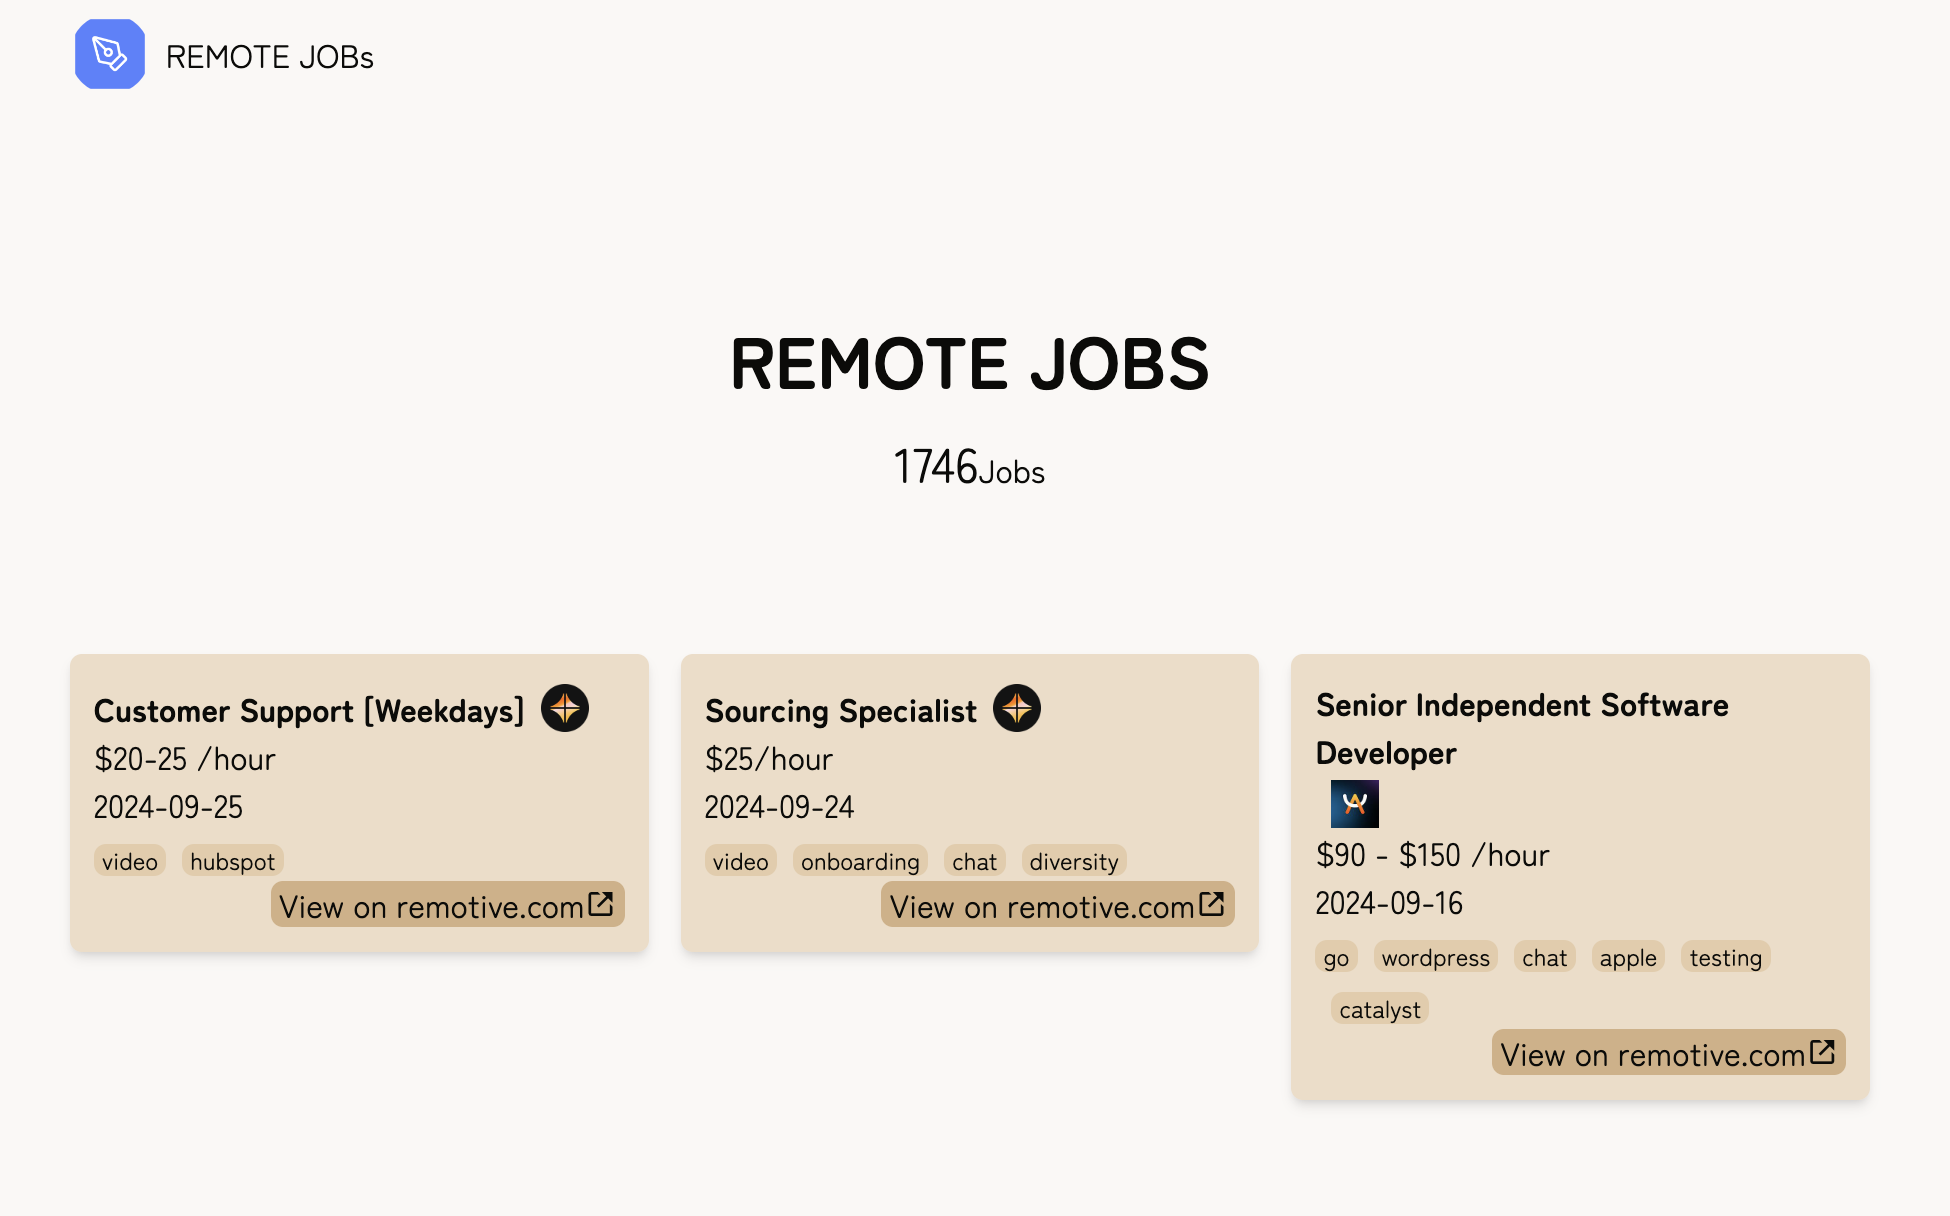 REMOTE JOBs
REMOTE JOBS
1746Jobs
Customer Support [Weekdays]
$20-25 /hour
2024-09-25
video hubspot
View on remotive.com
Sourcing Specialist
$25/hour
2024-09-24
video onboarding chat diversity
View on remotive.com
Senior Independent Software
Developer
$90 - $150 /hour
2024-09-16
go wordpress chat apple testing
catalyst
View on remotive.com